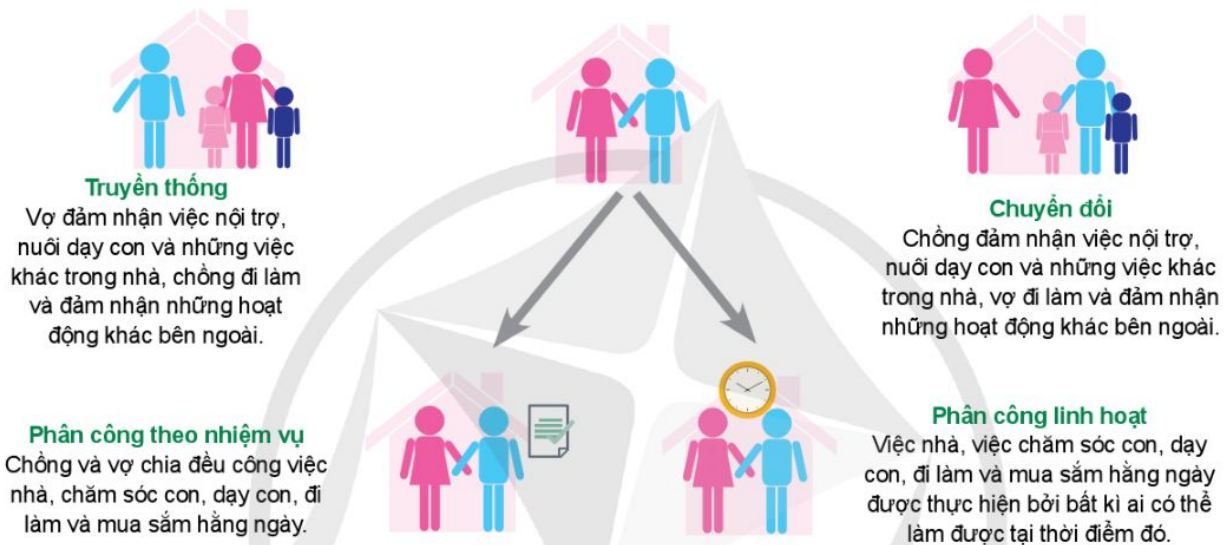 Truyền thống
Vợ đảm nhận việc nội trợ,
nuôi dạy con và những việc
khác trong nhà, chồng đi làm
và đảm nhận những hoạt
động khác bên ngoài.
Chuyển đổi
Chồng đảm nhận việc nội trợ,
nuôi dạy con và những việc khác
trong nhà, vợ đi làm và đảm nhận
những hoạt động khác bên ngoài.
Phân công theo nhiệm vụ
Chồng và vợ chia đều công việc
nhà, chăm sóc con, dạy con, đi
làm và mua sắm hằng ngày.
Phân công linh hoạt
Việc nhà, việc chăm sóc con, dạy
con, đi làm và mua sắm hằng ngày
được thực hiện bởi bất kì ai có thể
làm được tại thời điểm đó.